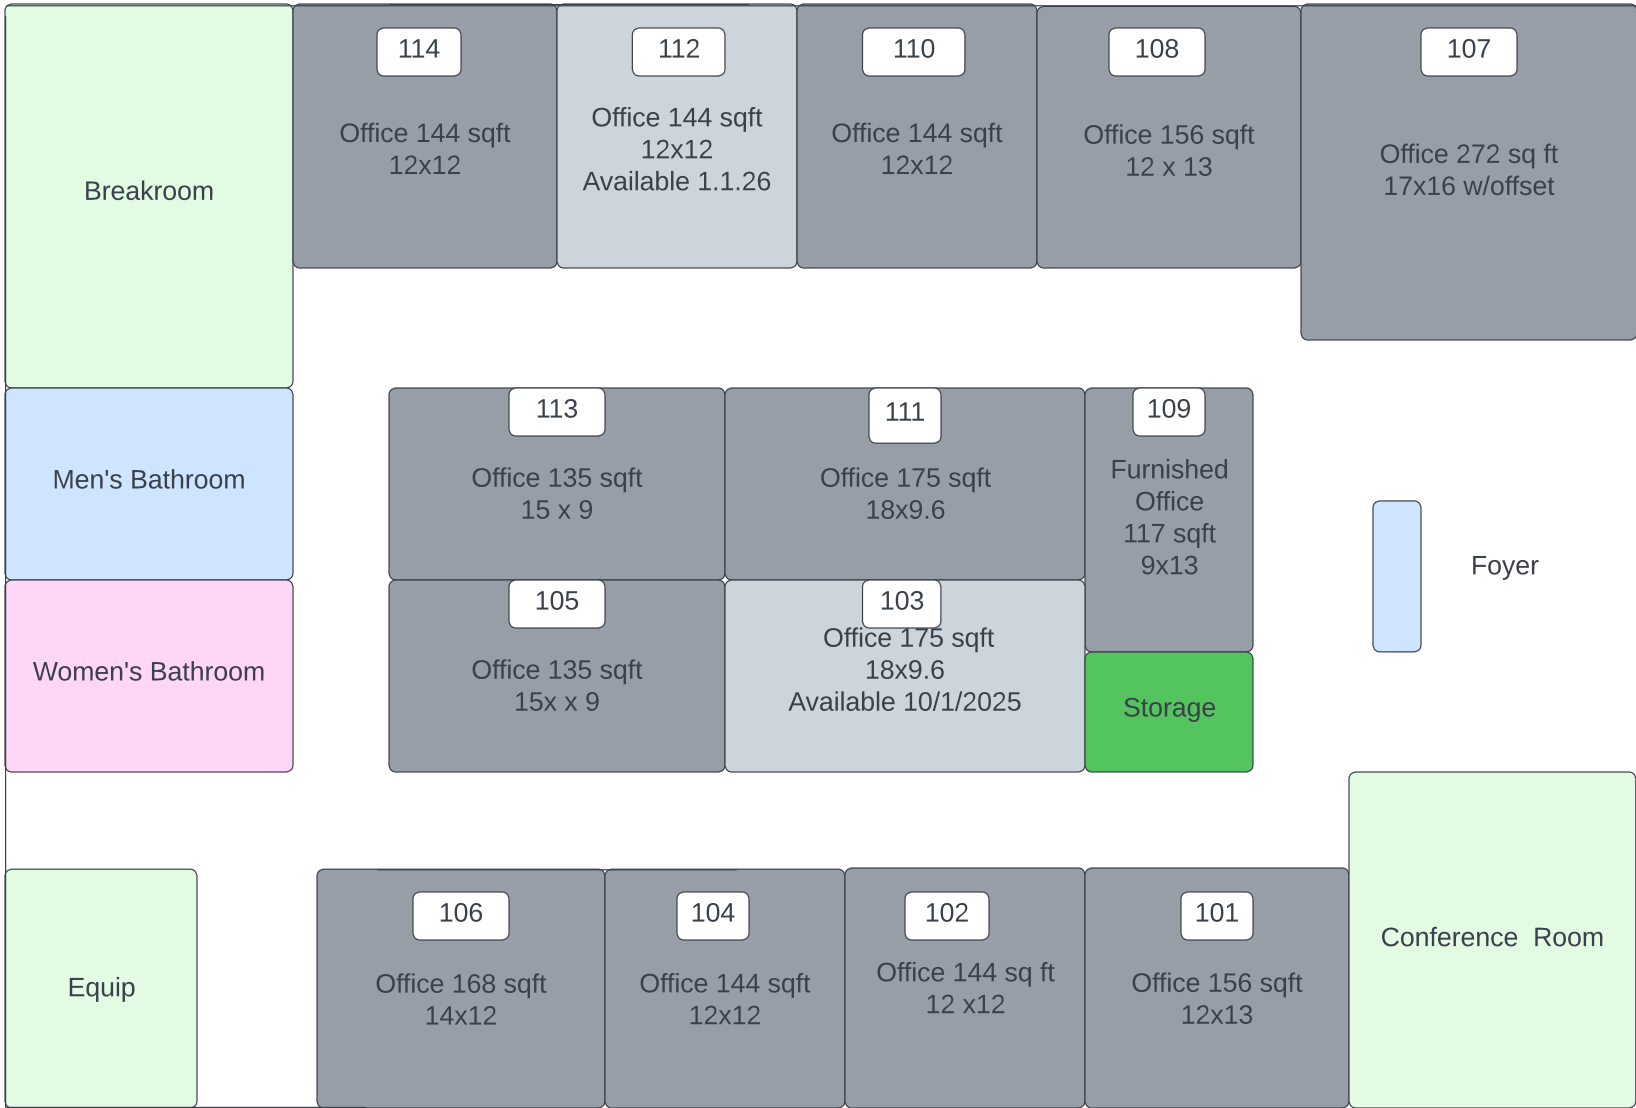 Breakroom
114
Office 144 sqft
12x12
112
Office 144 sqft
12x12
Available 1.1.26
110
Office 144 sqft
12x12
108
Office 156 sqft
12 x 13
107
Office 272 sq ft
17x16 w/offset
Men's Bathroom
113
Office 135 sqft
15 x 9
111
Office 175 sqft
18x9.6
109
Furnished
Office
117 sqft
9x13
Foyer
Women's Bathroom
105
Office 135 sqft
15x x 9
103
Office 175 sqft
18x9.6
Available 10/1/2025
Storage
Equip
106
Office 168 sqft
14x12
104
Office 144 sqft
12x12
102
Office 144 sq ft
12 x12
101
Office 156 sqft
12x13
Conference  Room